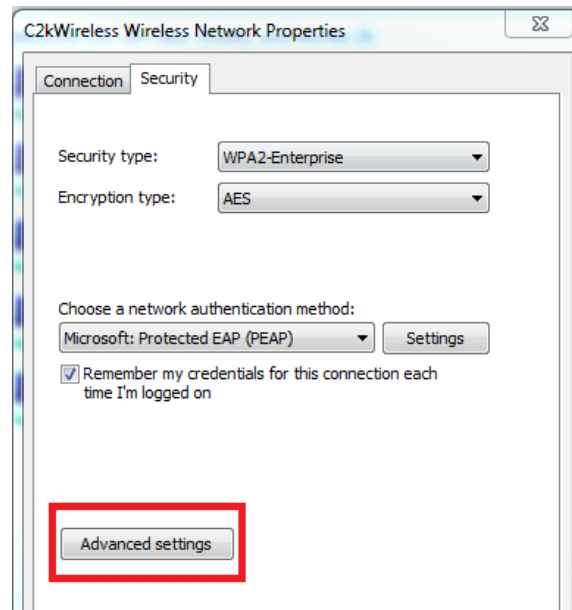 C2kWireless Wireless Network Properties
Connection Security
Security type: WPA2-Enterprise
Encryption type: AES
Choose a network authentication method:
Microsoft: Protected EAP (PEAP) Settings
Remember my credentials for this connection each
time I'm logged on
Advanced settings